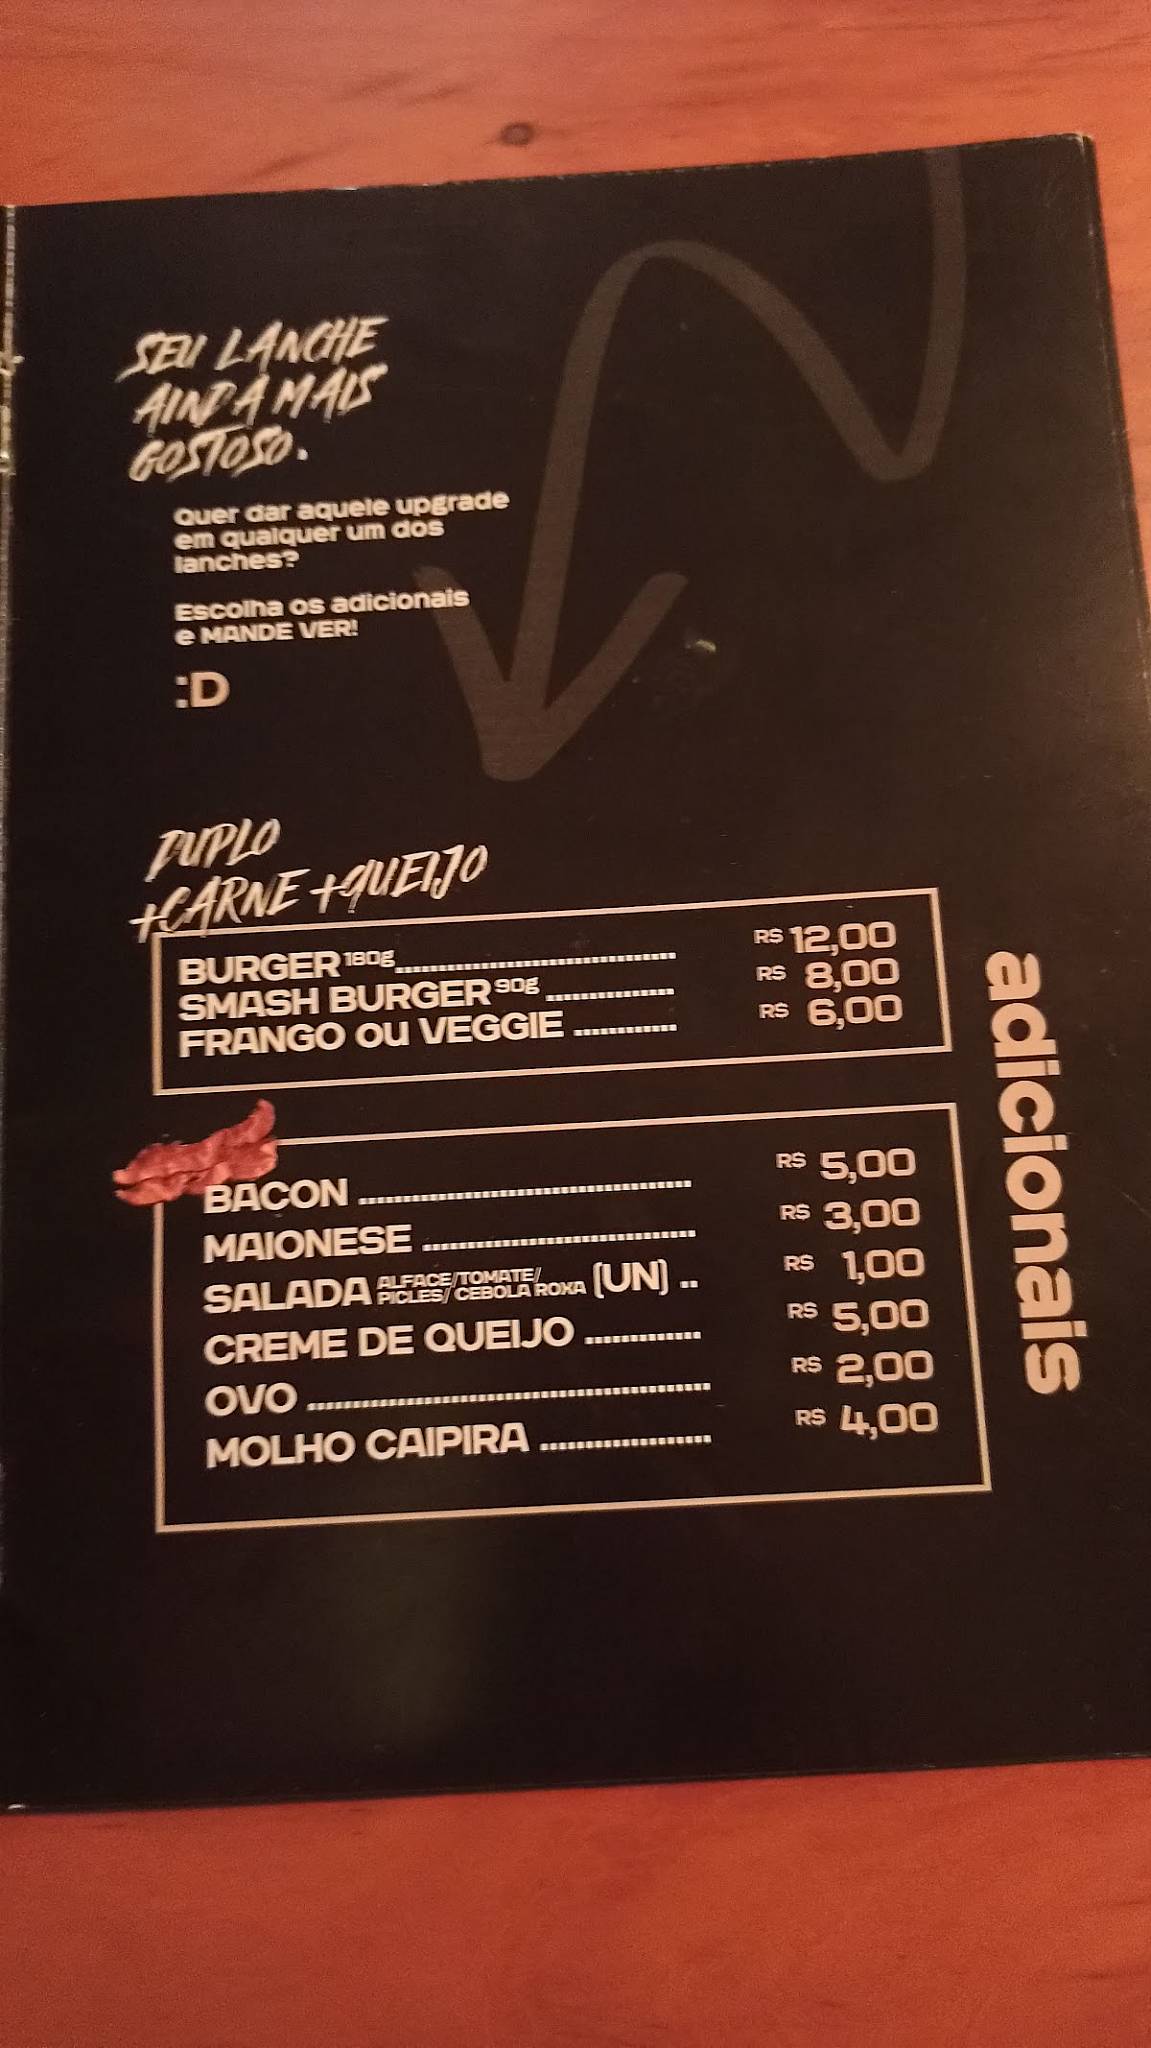 SEU LANCHE
AINDA MAIS
GOSTOSO.
Quer dar aquele upgrade
em qualquer um dos
lanches?
Escolha os adicionais
e MANDE VER!
:D
DUPLO
+CARNE +QUEIJO
BURGER 180g.................................. R$ 12,00
SMASH BURGER 90g ............... R$ 8,00
FRANGO OU VEGGIE ............ R$ 6,00
BACON ....................................... R$ 5,00
MAIONESE ................................ R$ 3,00
SALADA ALFACE/TOMATE/ PICLES/ CEBOLA ROXA (UN) .. R$ 1,00
CREME DE QUEIJO .............. R$ 5,00
OVO ............................................... R$ 2,00
MOLHO CAIPIRA .................... R$ 4,00
adicionais